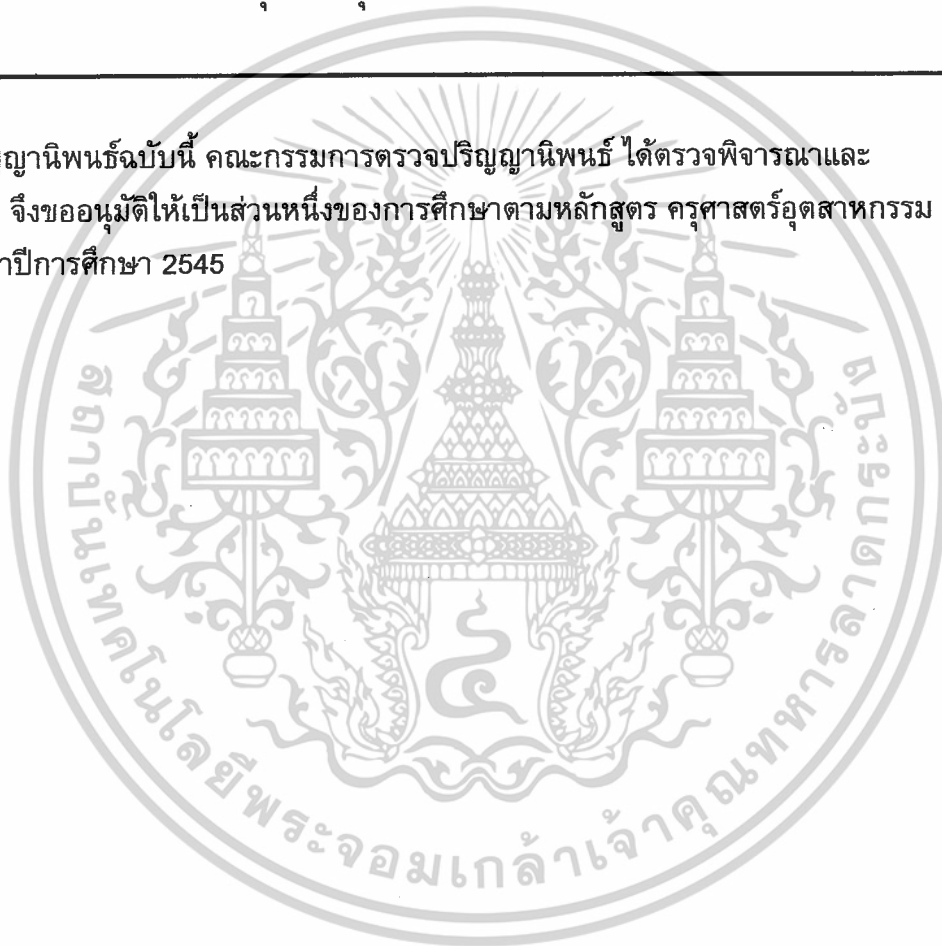 ญานิพนธ์ฉบับนี้ คณะกรรมการตรวจปริญญานิพนธ์ ได้ตรวจพิจารณาและ
จึงขออนุมัติให้เป็นส่วนหนึ่งของการศึกษาตามหลักสูตร ครุศาสตร์อุตสาหกรรม
าปีการศึกษา 2545
สถาบันเทคโนโลยีพระจอมเกล้าเจ้าคุณทหารลาดกระบัง
๔